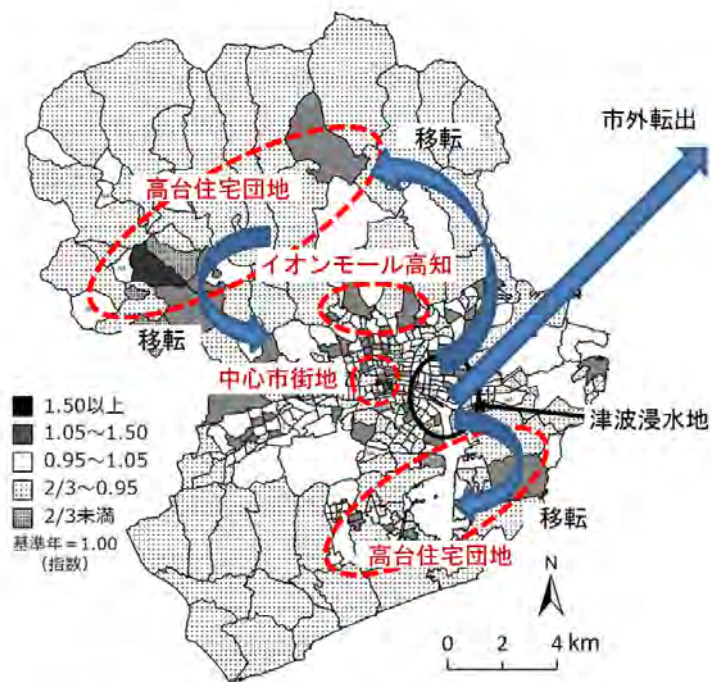 移転
市外転出
高台住宅団地
イオンモール高知
移転
中心市街地
1.50以上
1.05～1.50
0.95～1.05
2/3～0.95
2/3未満
基準年＝1.00
(指数)
津波浸水地
移転
高台住宅団地
N
0 2 4 km